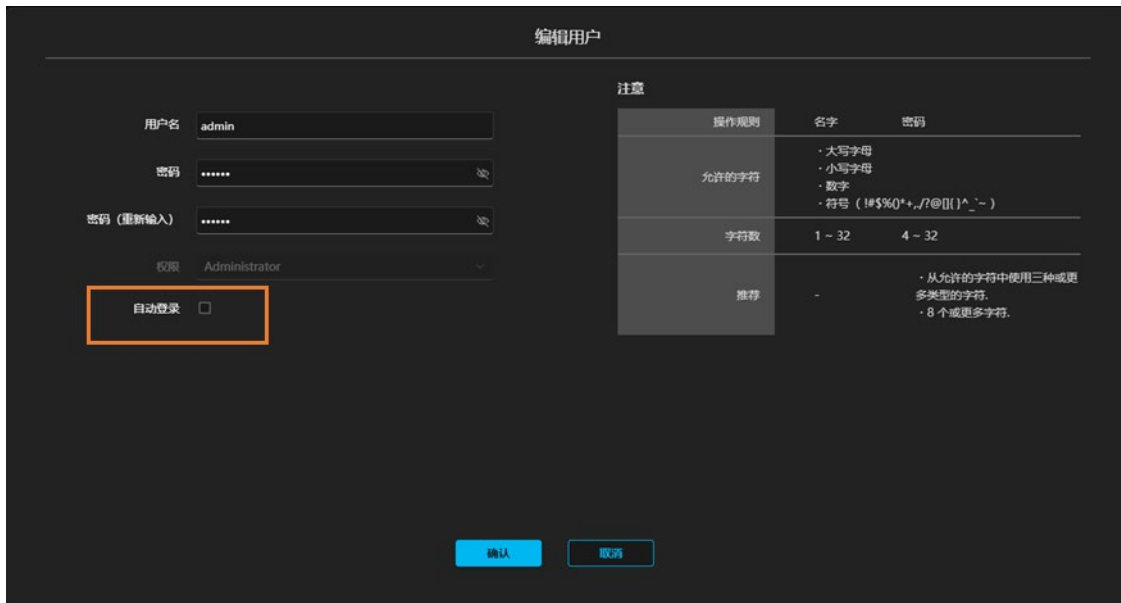 编辑用户
用户名 admin
密码 ••••••
密码（重新输入） ••••••
权限 Administrator
自动登录
注意
操作规则 名字 密码
允许的字符
· 大写字母
· 小写字母
· 数字
· 符号（ !#$%()*+,./?@[]{ }^_`~ ）
字符数 1 ~ 32 4 ~ 32
推荐 -
· 从允许的字符中使用三种或更
多类型的字符.
· 8 个或更多字符.
确认 取消